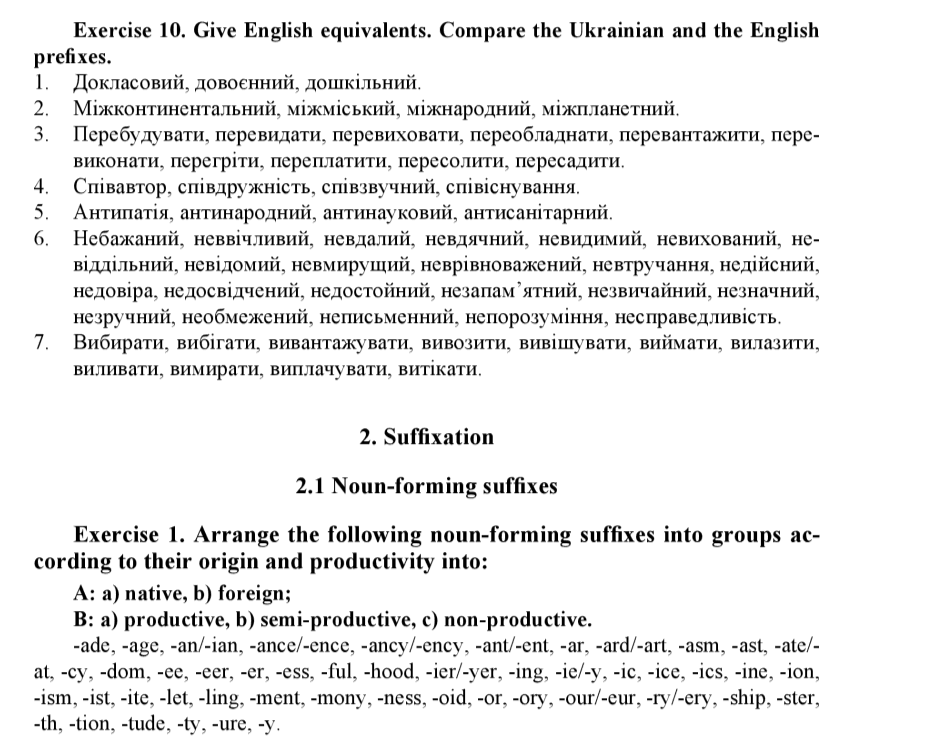 Exercise 10. Give English equivalents. Compare the Ukrainian and the English
prefixes.
1. Докласовий, довоєнний, дошкільний.
2. Міжконтинентальний, міжміський, міжнародний, міжпланетний.
3. Перебудувати, перевидати, перевиховати, переобладнати, перевантажити, пере-
виконати, перегріти, переплатити, пересолити, пересадити.
4. Співавтор, співдружність, співзвучний, співіснування.
5. Антипатія, антинародний, антинауковий, антисанітарний.
6. Небажаний, неввічливий, невдалий, невдячний, невидимий, невихований, не-
віддільний, невідомий, невмирущий, неврівноважений, невтручання, недійсний,
недовіра, недосвідчений, недостойний, незапам’ятний, незвичайний, незначний,
незручний, необмежений, неписьменний, непорозуміння, несправедливість.
7. Вибирати, вибігати, вивантажувати, вивозити, вивішувати, виймати, вилазити,
виливати, вимирати, виплачувати, витікати.
2. Suffixation
2.1 Noun-forming suffixes
Exercise 1. Arrange the following noun-forming suffixes into groups ac-
cording to their origin and productivity into:
A: a) native, b) foreign;
B: a) productive, b) semi-productive, c) non-productive.
-ade, -age, -an/-ian, -ance/-ence, -ancy/-ency, -ant/-ent, -ar, -ard/-art, -asm, -ast, -ate/-
at, -cy, -dom, -ee, -eer, -er, -ess, -ful, -hood, -ier/-yer, -ing, -ie/-y, -ic, -ice, -ics, -ine, -ion,
-ism, -ist, -ite, -let, -ling, -ment, -mony, -ness, -oid, -or, -ory, -our/-eur, -ry/-ery, -ship, -ster,
-th, -tion, -tude, -ty, -ure, -y.